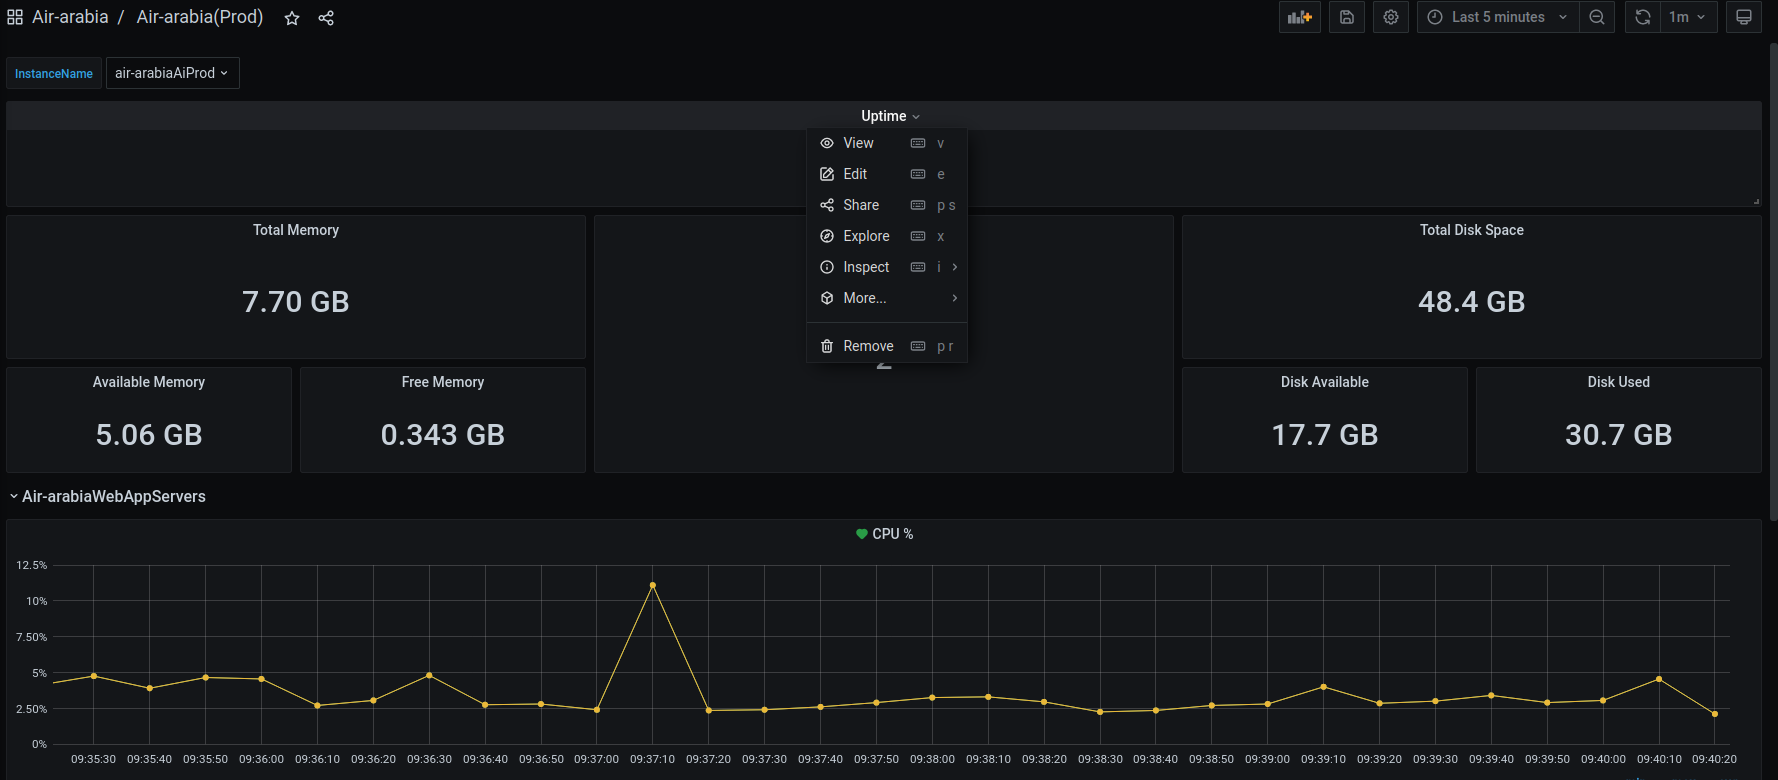 Air-arabia / Air-arabia(Prod)
Last 5 minutes
1m
InstanceName
air-arabiaAiProd
Uptime
View v
Edit e
Share p s
Explore x
Inspect i
More...
Remove p r
Total Memory
7.70 GB
Total Disk Space
48.4 GB
Available Memory
5.06 GB
Free Memory
0.343 GB
Disk Available
17.7 GB
Disk Used
30.7 GB
Air-arabiaWebAppServers
CPU %
12.5%
10%
7.50%
5%
2.50%
0%
09:35:30 09:35:40 09:35:50 09:36:00 09:36:10 09:36:20 09:36:30 09:36:40 09:36:50 09:37:00 09:37:10 09:37:20 09:37:30 09:37:40 09:37:50 09:38:00 09:38:10 09:38:20 09:38:30 09:38:40 09:38:50 09:39:00 09:39:10 09:39:20 09:39:30 09:39:40 09:39:50 09:40:00 09:40:10 09:40:20